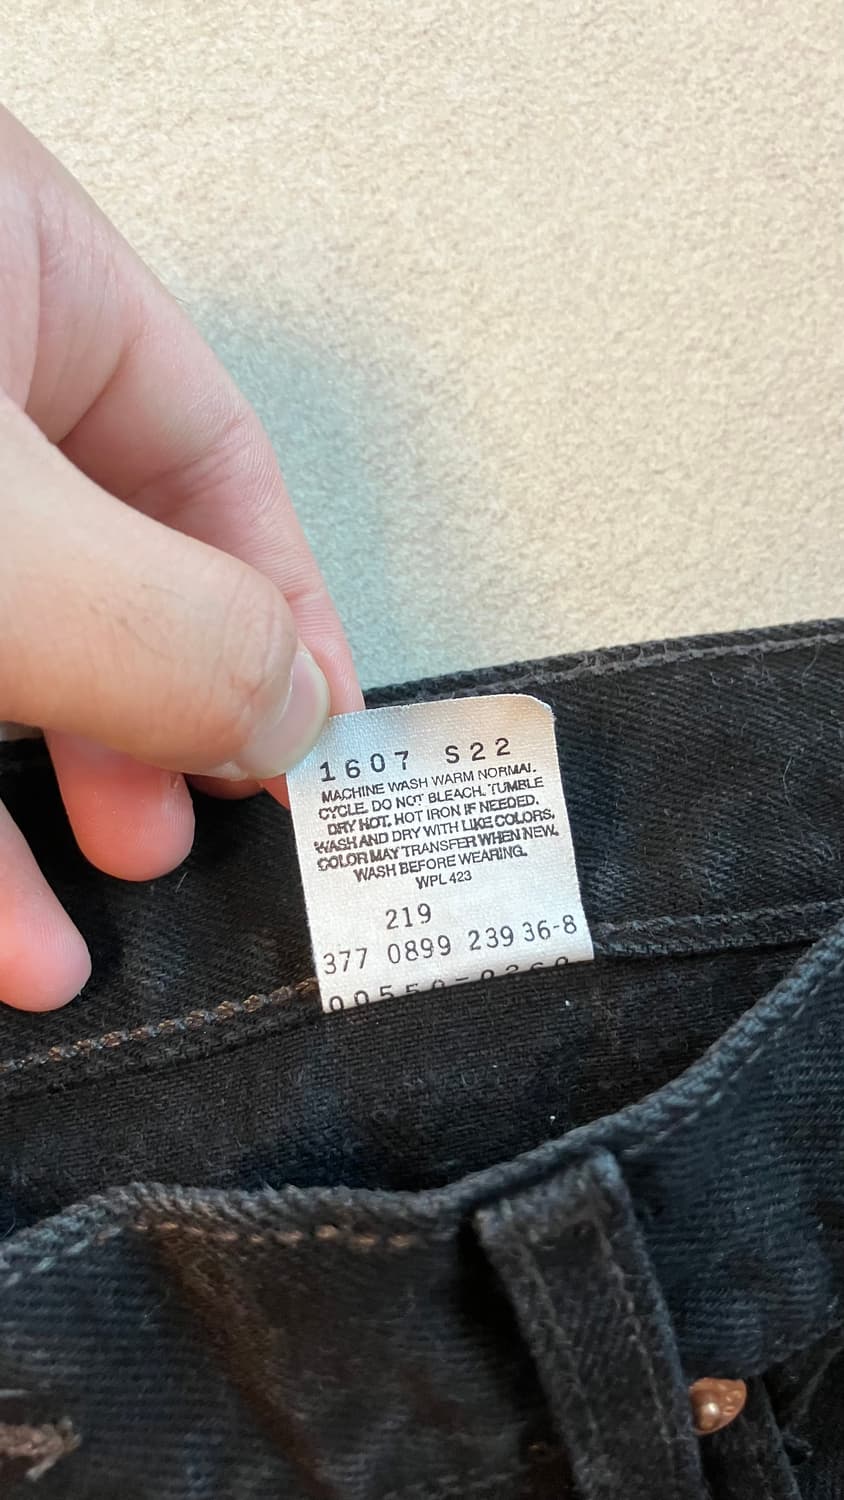 1607 S22
MACHINE WASH WARM NORMAL
CYCLE. DO NOT BLEACH. TUMBLE
DRY HOT. HOT IRON IF NEEDED.
WASH AND DRY WITH LIKE COLORS.
COLOR MAY TRANSFER WHEN NEW.
WASH BEFORE WEARING.
WPL 423
219
377 0899 239 36-8
00550-0260